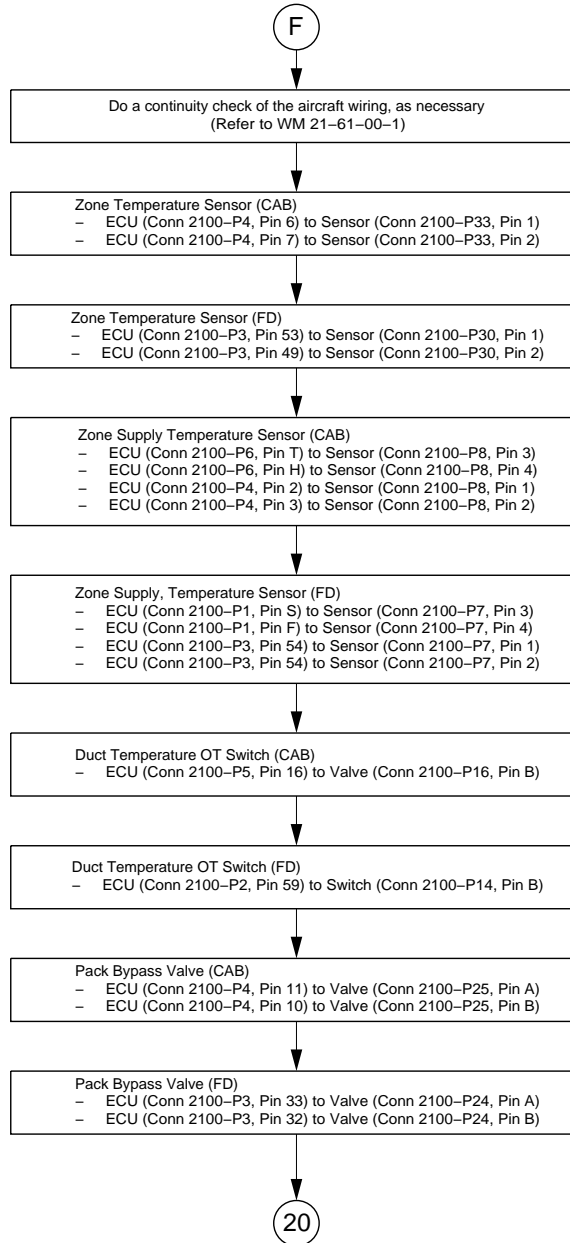 F
Do a continuity check of the aircraft wiring, as necessary
(Refer to WM 21–61–00–1)
Zone Temperature Sensor (CAB)
– ECU (Conn 2100–P4, Pin 6) to Sensor (Conn 2100–P33, Pin 1)
– ECU (Conn 2100–P4, Pin 7) to Sensor (Conn 2100–P33, Pin 2)
Zone Temperature Sensor (FD)
– ECU (Conn 2100–P3, Pin 53) to Sensor (Conn 2100–P30, Pin 1)
– ECU (Conn 2100–P3, Pin 49) to Sensor (Conn 2100–P30, Pin 2)
Zone Supply Temperature Sensor (CAB)
– ECU (Conn 2100–P6, Pin T) to Sensor (Conn 2100–P8, Pin 3)
– ECU (Conn 2100–P6, Pin H) to Sensor (Conn 2100–P8, Pin 4)
– ECU (Conn 2100–P4, Pin 2) to Sensor (Conn 2100–P8, Pin 1)
– ECU (Conn 2100–P4, Pin 3) to Sensor (Conn 2100–P8, Pin 2)
Zone Supply, Temperature Sensor (FD)
– ECU (Conn 2100–P1, Pin S) to Sensor (Conn 2100–P7, Pin 3)
– ECU (Conn 2100–P1, Pin F) to Sensor (Conn 2100–P7, Pin 4)
– ECU (Conn 2100–P3, Pin 54) to Sensor (Conn 2100–P7, Pin 1)
– ECU (Conn 2100–P3, Pin 54) to Sensor (Conn 2100–P7, Pin 2)
Duct Temperature OT Switch (CAB)
– ECU (Conn 2100–P5, Pin 16) to Valve (Conn 2100–P16, Pin B)
Duct Temperature OT Switch (FD)
– ECU (Conn 2100–P2, Pin 59) to Switch (Conn 2100–P14, Pin B)
Pack Bypass Valve (CAB)
– ECU (Conn 2100–P4, Pin 11) to Valve (Conn 2100–P25, Pin A)
– ECU (Conn 2100–P4, Pin 10) to Valve (Conn 2100–P25, Pin B)
Pack Bypass Valve (FD)
– ECU (Conn 2100–P3, Pin 33) to Valve (Conn 2100–P24, Pin A)
– ECU (Conn 2100–P3, Pin 32) to Valve (Conn 2100–P24, Pin B)
20